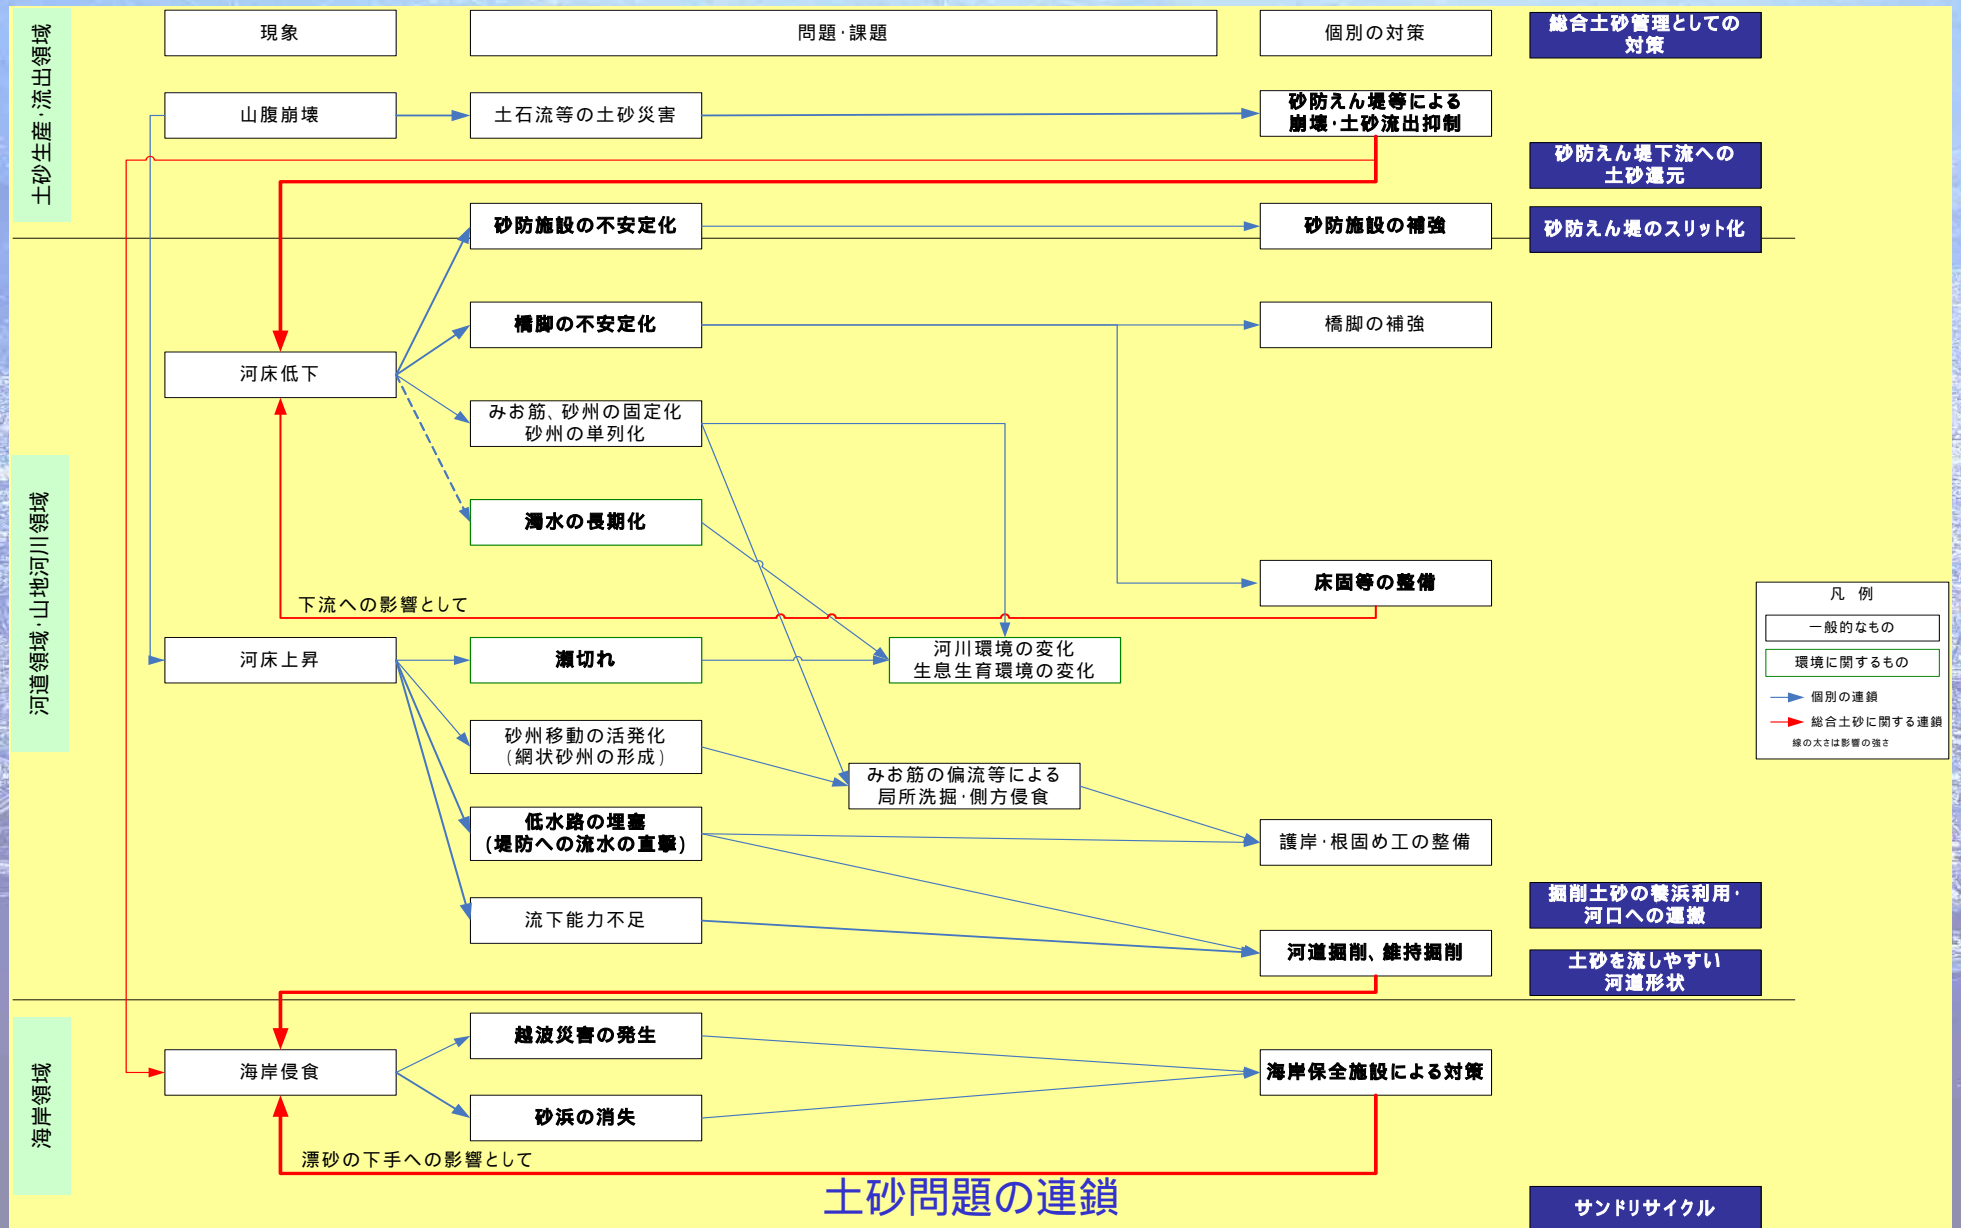 現象
問題・課題
個別の対策
総合土砂管理としての
対策
土砂生産・流出領域
山腹崩壊
土石流等の土砂災害
砂防えん堤等による
崩壊・土砂流出抑制
砂防えん堤下流への
土砂還元
砂防施設の不安定化
砂防施設の補強
砂防えん堤のスリット化
橋脚の不安定化
橋脚の補強
河床低下
みお筋、砂州の固定化
砂州の単列化
濁水の長期化
床固等の整備
下流への影響として
河道領域・山地河川領域
河床上昇
瀬切れ
河川環境の変化
生息生育環境の変化
砂州移動の活発化
（網状砂州の形成）
みお筋の偏流等による
局所洗掘・側方侵食
低水路の埋塞
(堤防への流水の直撃)
護岸・根固め工の整備
流下能力不足
掘削土砂の養浜利用・
河口への運搬
河道掘削、維持掘削
土砂を流しやすい
河道形状
凡 例
一般的なもの
環境に関するもの
個別の連鎖
総合土砂に関する連鎖
線の太さは影響の強さ
海岸領域
越波災害の発生
海岸侵食
海岸保全施設による対策
砂浜の消失
漂砂の下手への影響として
土砂問題の連鎖
サンドリサイクル